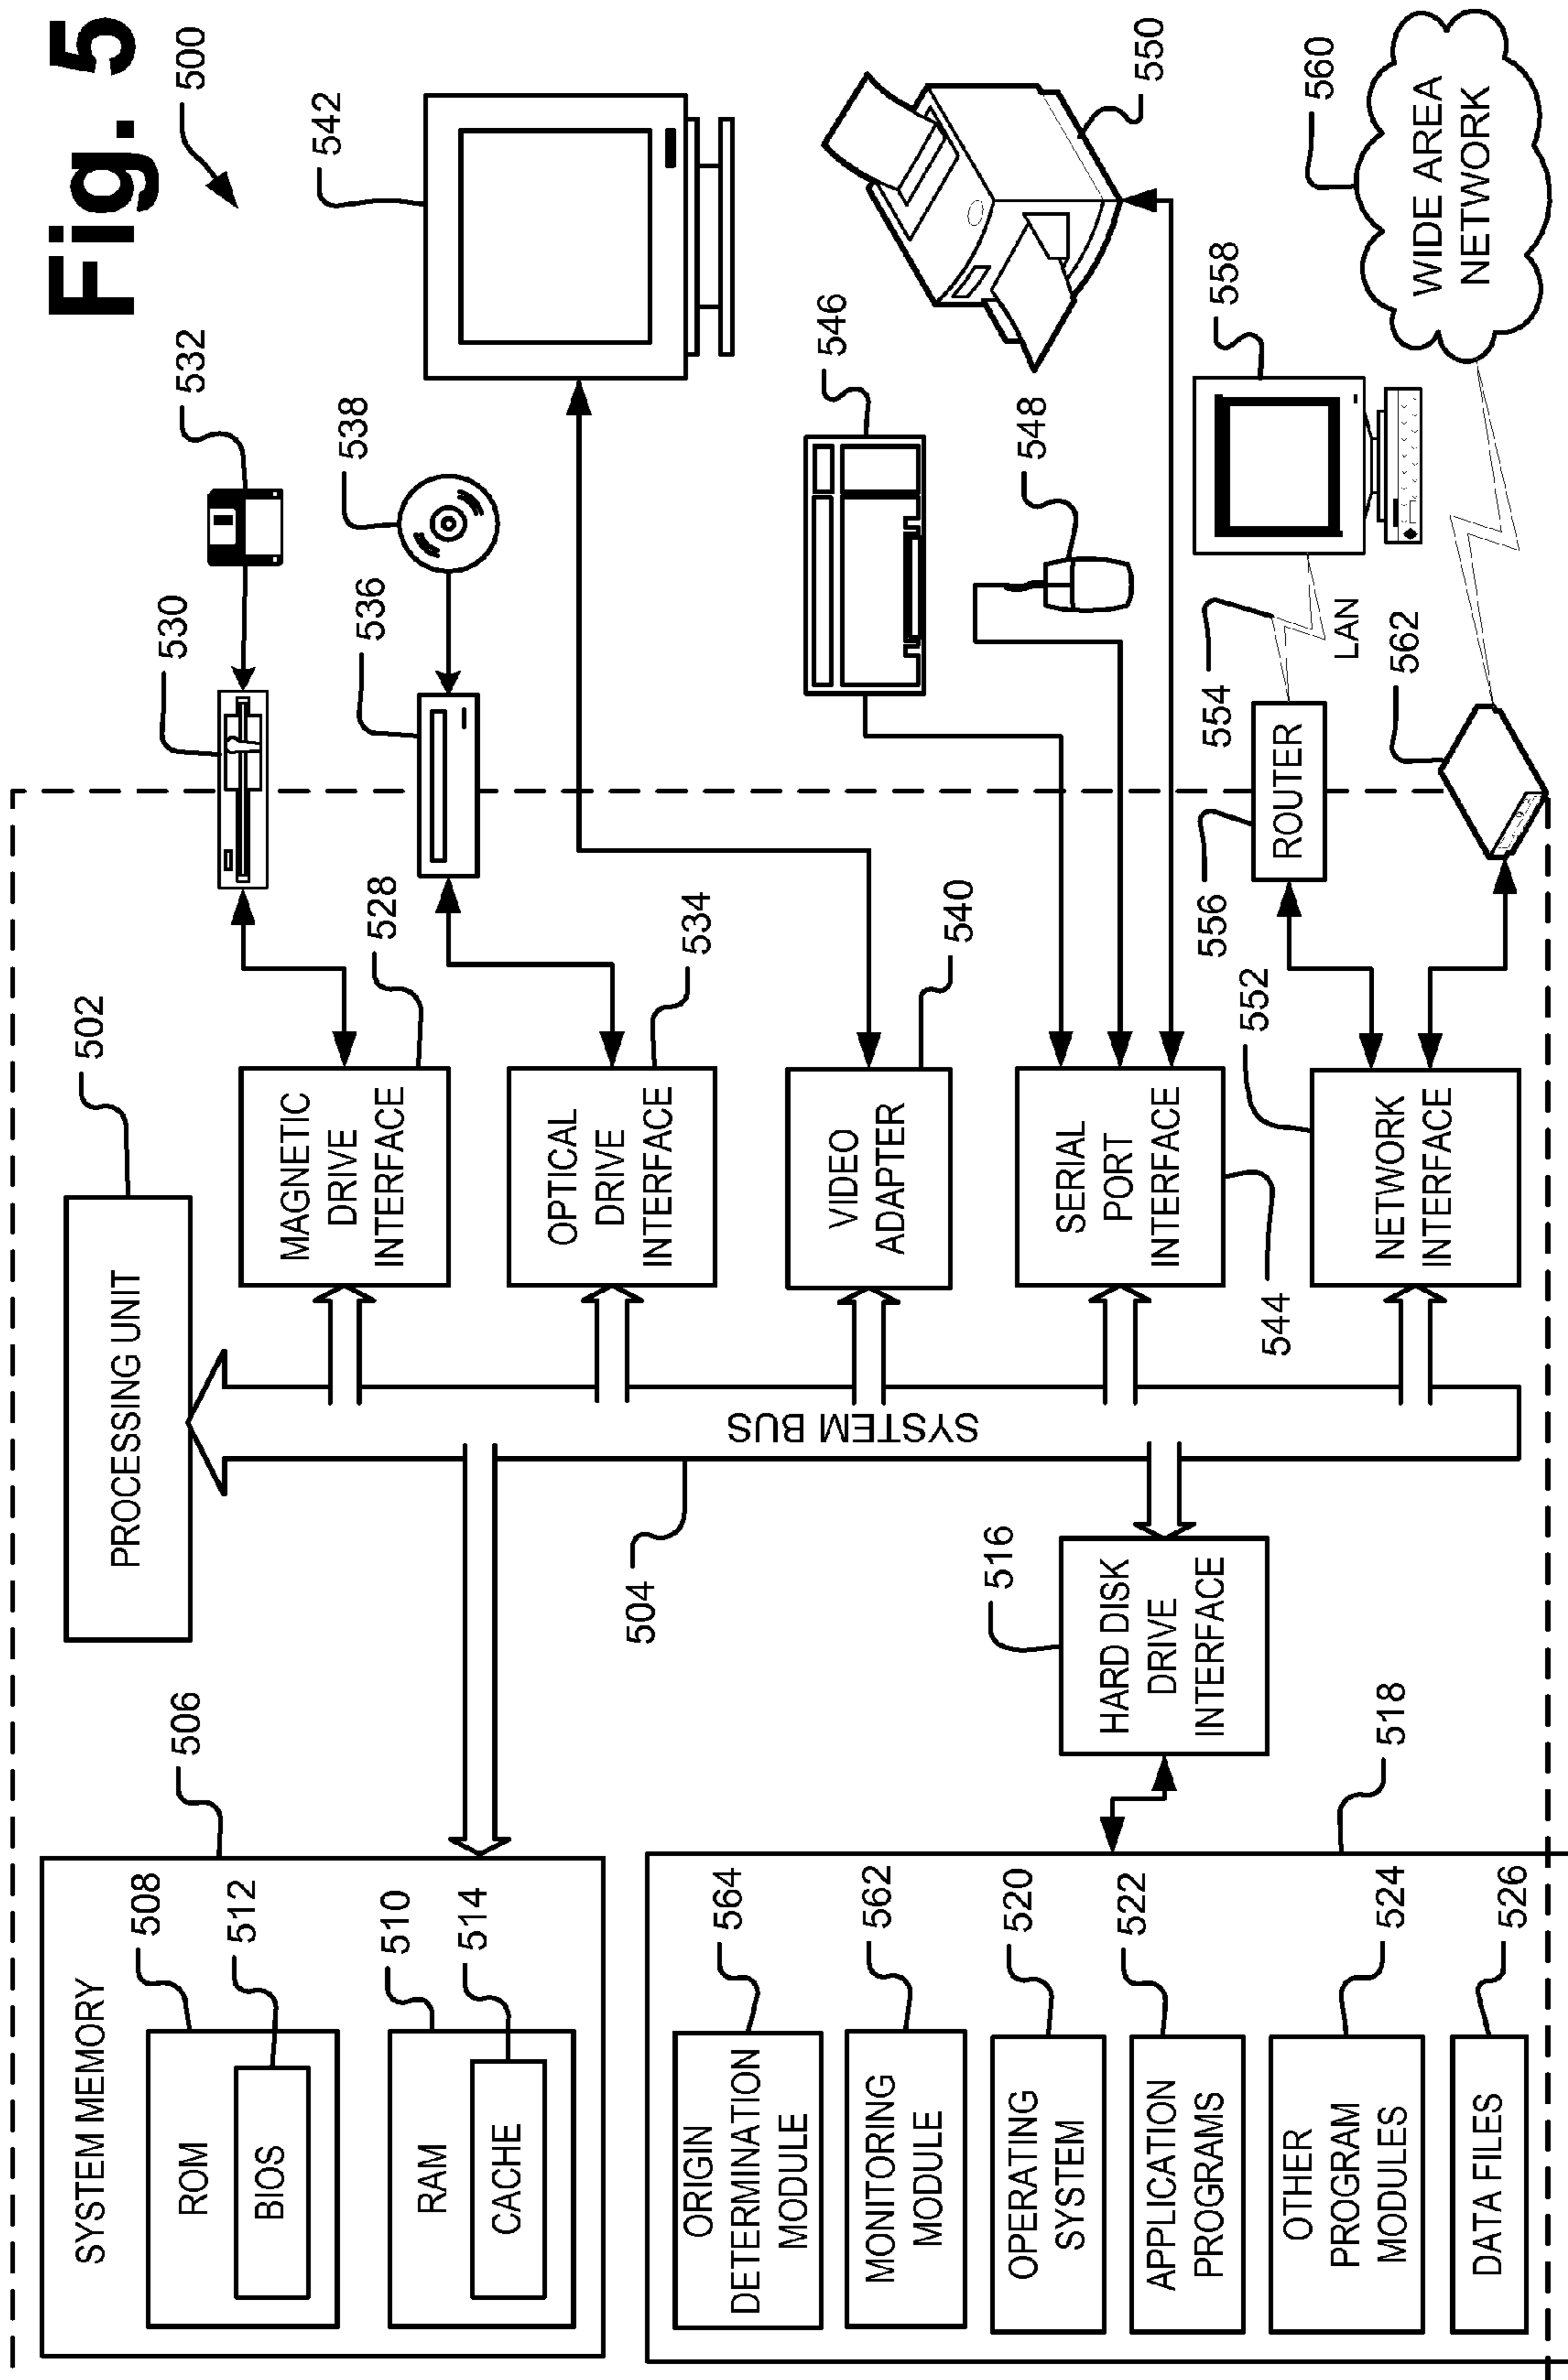 Fig. 5
500
502
PROCESSING UNIT
506
SYSTEM MEMORY
508
ROM
512
BIOS
510
RAM
514
CACHE
504
SYSTEM BUS
564
ORIGIN
DETERMINATION
MODULE
562
MONITORING
MODULE
520
OPERATING
SYSTEM
522
APPLICATION
PROGRAMS
524
OTHER
PROGRAM
MODULES
526
DATA FILES
518
516
HARD DISK
DRIVE
INTERFACE
MAGNETIC
DRIVE
INTERFACE
528
530
532
OPTICAL
DRIVE
INTERFACE
534
536
538
VIDEO
ADAPTER
540
542
SERIAL
PORT
INTERFACE
544
546
548
550
NETWORK
INTERFACE
552
556
ROUTER
554
LAN
558
562
560
WIDE AREA
NETWORK